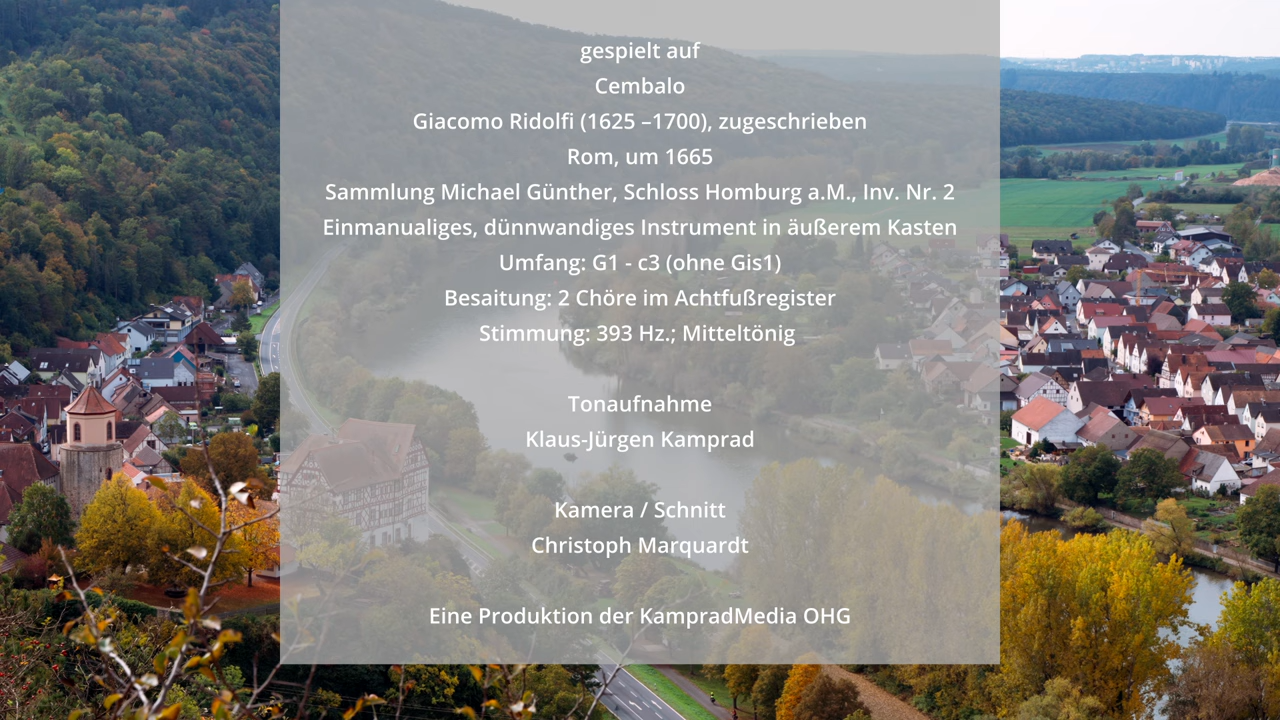 gespielt auf
Cembalo
Giacomo Ridolfi (1625 –1700), zugeschrieben
Rom, um 1665
Sammlung Michael Günther, Schloss Homburg a.M., Inv. Nr. 2
Einmanualiges, dünnwandiges Instrument in äußerem Kasten
Umfang: G1 - c3 (ohne Gis1)
Besaitung: 2 Chöre im Achtfußregister
Stimmung: 393 Hz.; Mitteltönig
Tonaufnahme
Klaus-Jürgen Kamprad
Kamera / Schnitt
Christoph Marquardt
Eine Produktion der KampradMedia OHG